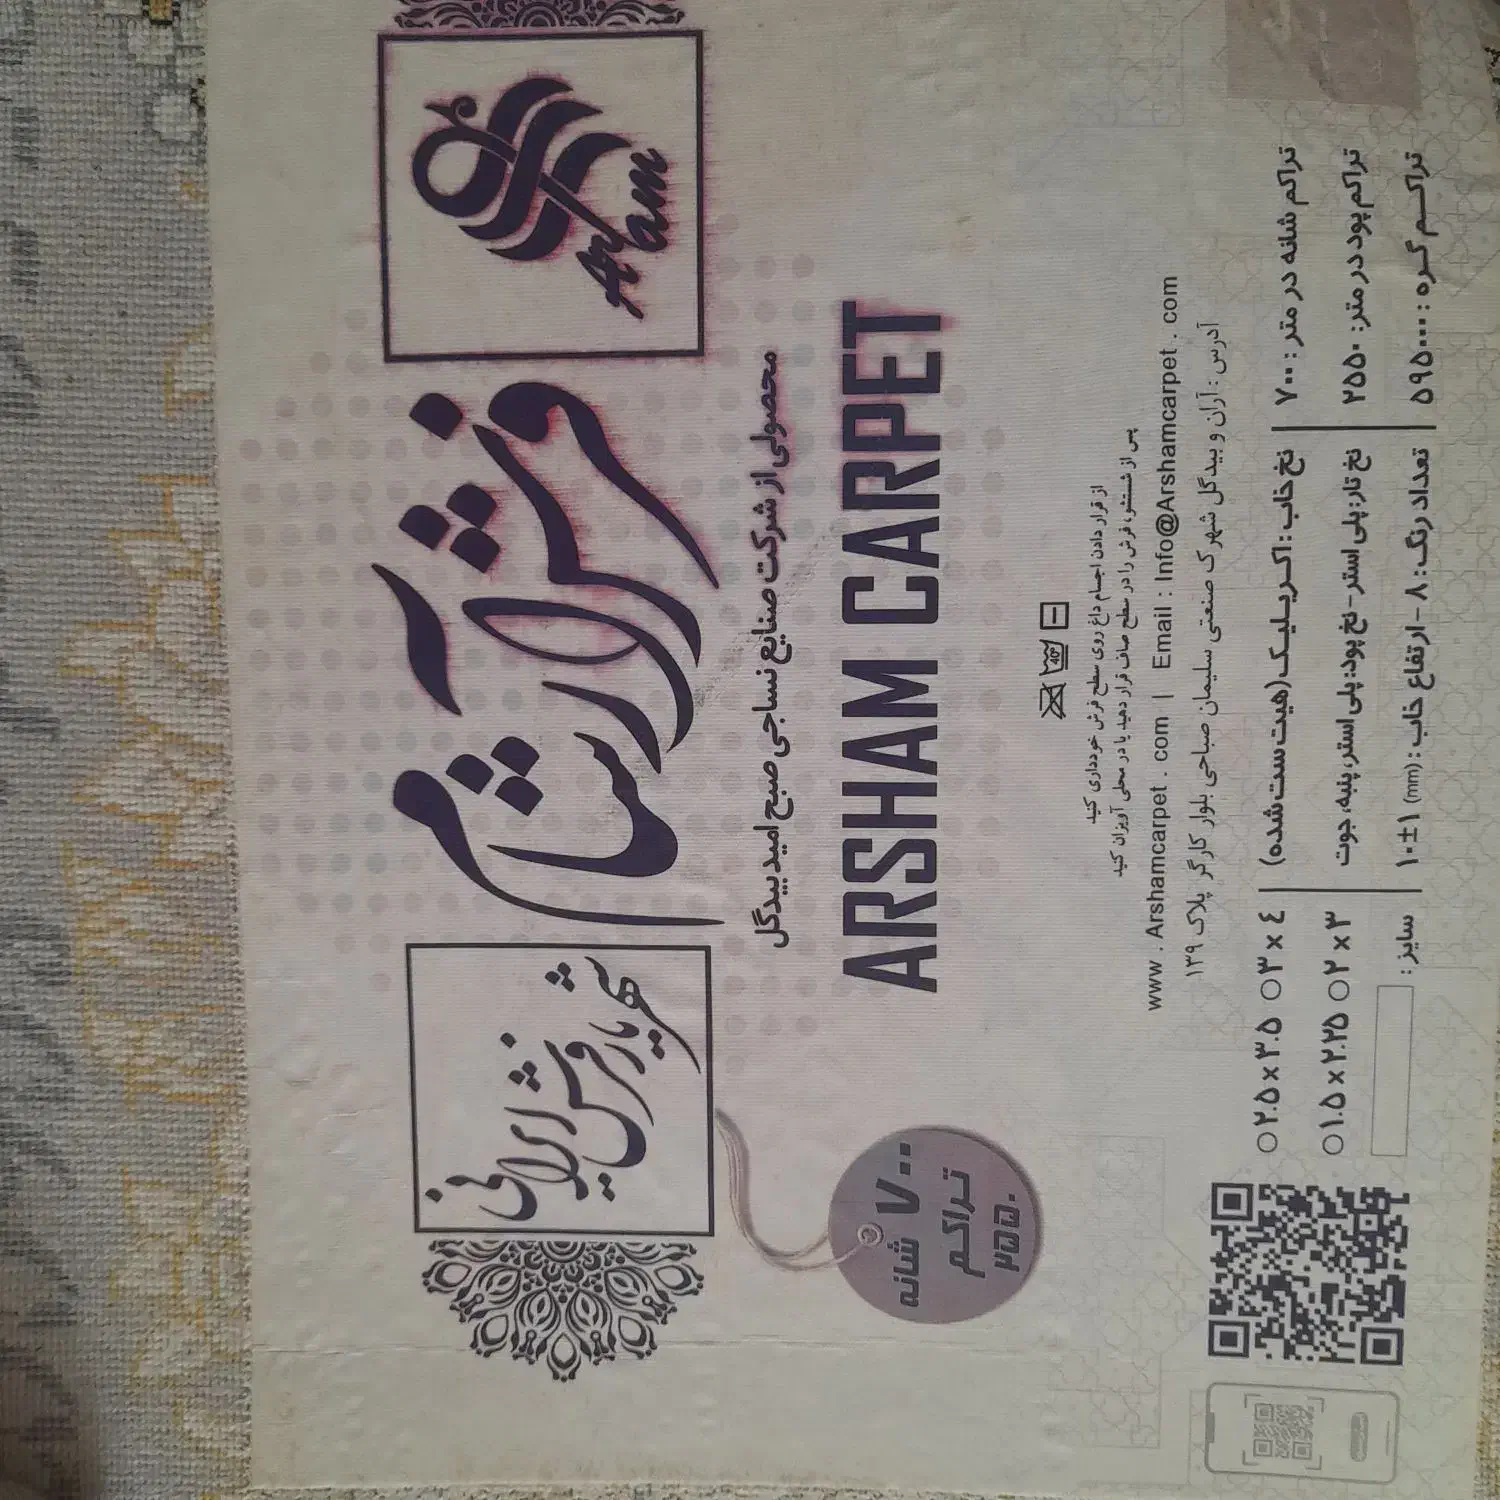 Arsham
فرش آرشام
شهریار فرش ایرانی
محصولی از شرکت صنایع نساجی صبح امید بیدگل
ARSHAM CARPET
۷۰۰ شانه
تراکم
۲۵۵۰
از قرار دادن اجسام داغ روی سطح فرش خودداری کنید
پس از شستشو، فرش را در سطح صاف قرار دهید یا در محلی آویزان کنید
www . Arshamcarpet . com | Email : Info@Arshamcarpet . com
آدرس : آران و بیدگل شهرک صنعتی سلیمان صباحی بلوار کارگر پلاک ۱۳۹
تراکم شانه در متر : ۷۰۰
تراکم پود در متر: ۲۵۵۰
تراکم گره : ۵۹۵۰۰۰
نخ خاب : اکریلیک (هیت ست شده)
نخ تار: پلی استر - نخ پود: پلی استر، پنبه، جوت
تعداد رنگ : ۸ - ارتفاع خاب : (mm) ۱۰±۱
۳ x ٤ ۲.۵ x ۳.۵
۲ x ۳ ۱.۵ x ۲.۲۵
سایز :